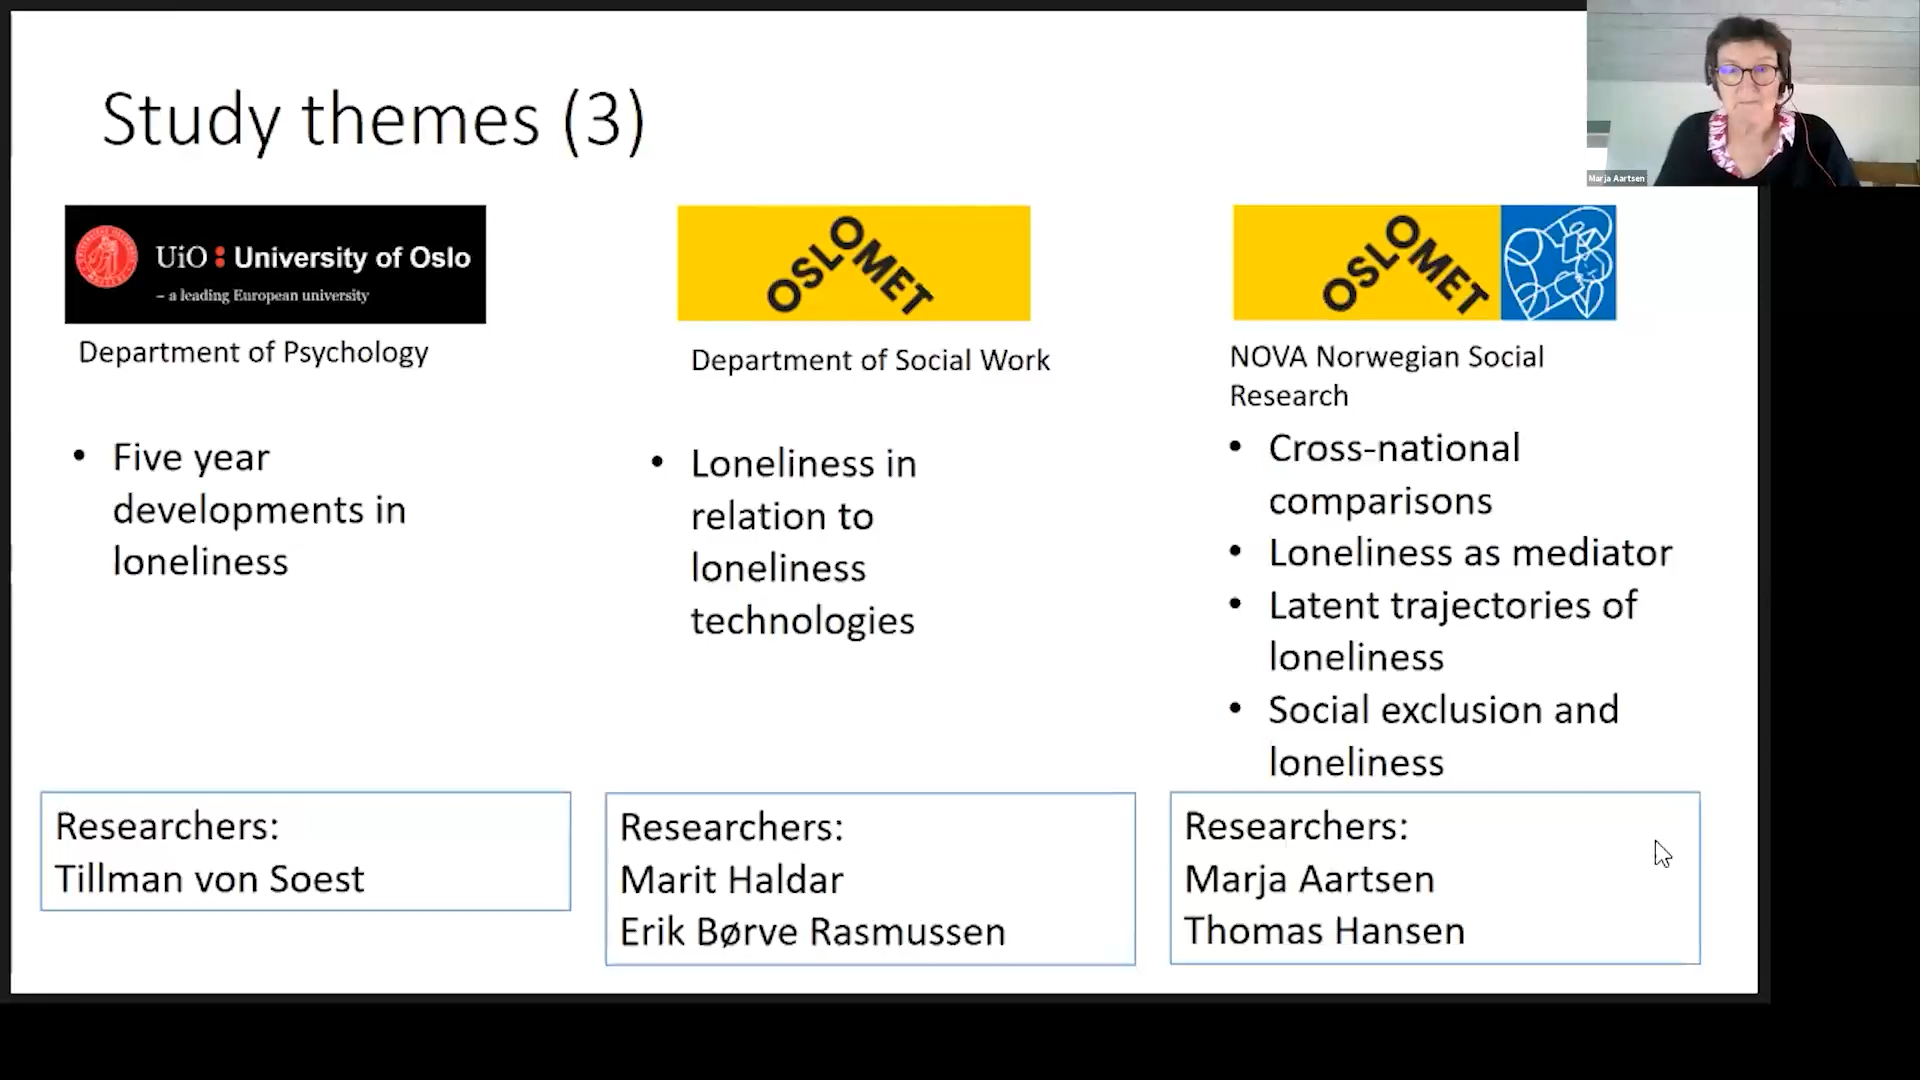 Study themes (3)
Marja Aartsen
UiO : University of Oslo
– a leading European university
Department of Psychology
• Five year
developments in
loneliness
Researchers:
Tillman von Soest
OSLOMET
Department of Social Work
• Loneliness in
relation to
loneliness
technologies
Researchers:
Marit Haldar
Erik Børve Rasmussen
OSLOMET
NOVA Norwegian Social
Research
• Cross-national
comparisons
• Loneliness as mediator
• Latent trajectories of
loneliness
• Social exclusion and
loneliness
Researchers:
Marja Aartsen
Thomas Hansen